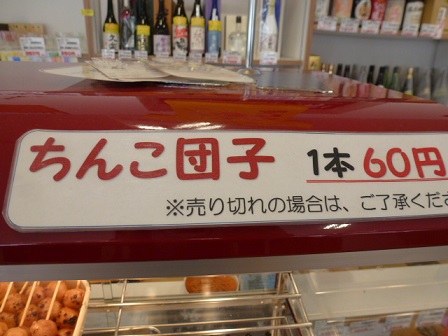 ちんこ団子 1本 60円
※売り切れの場合は、ご了承くだ